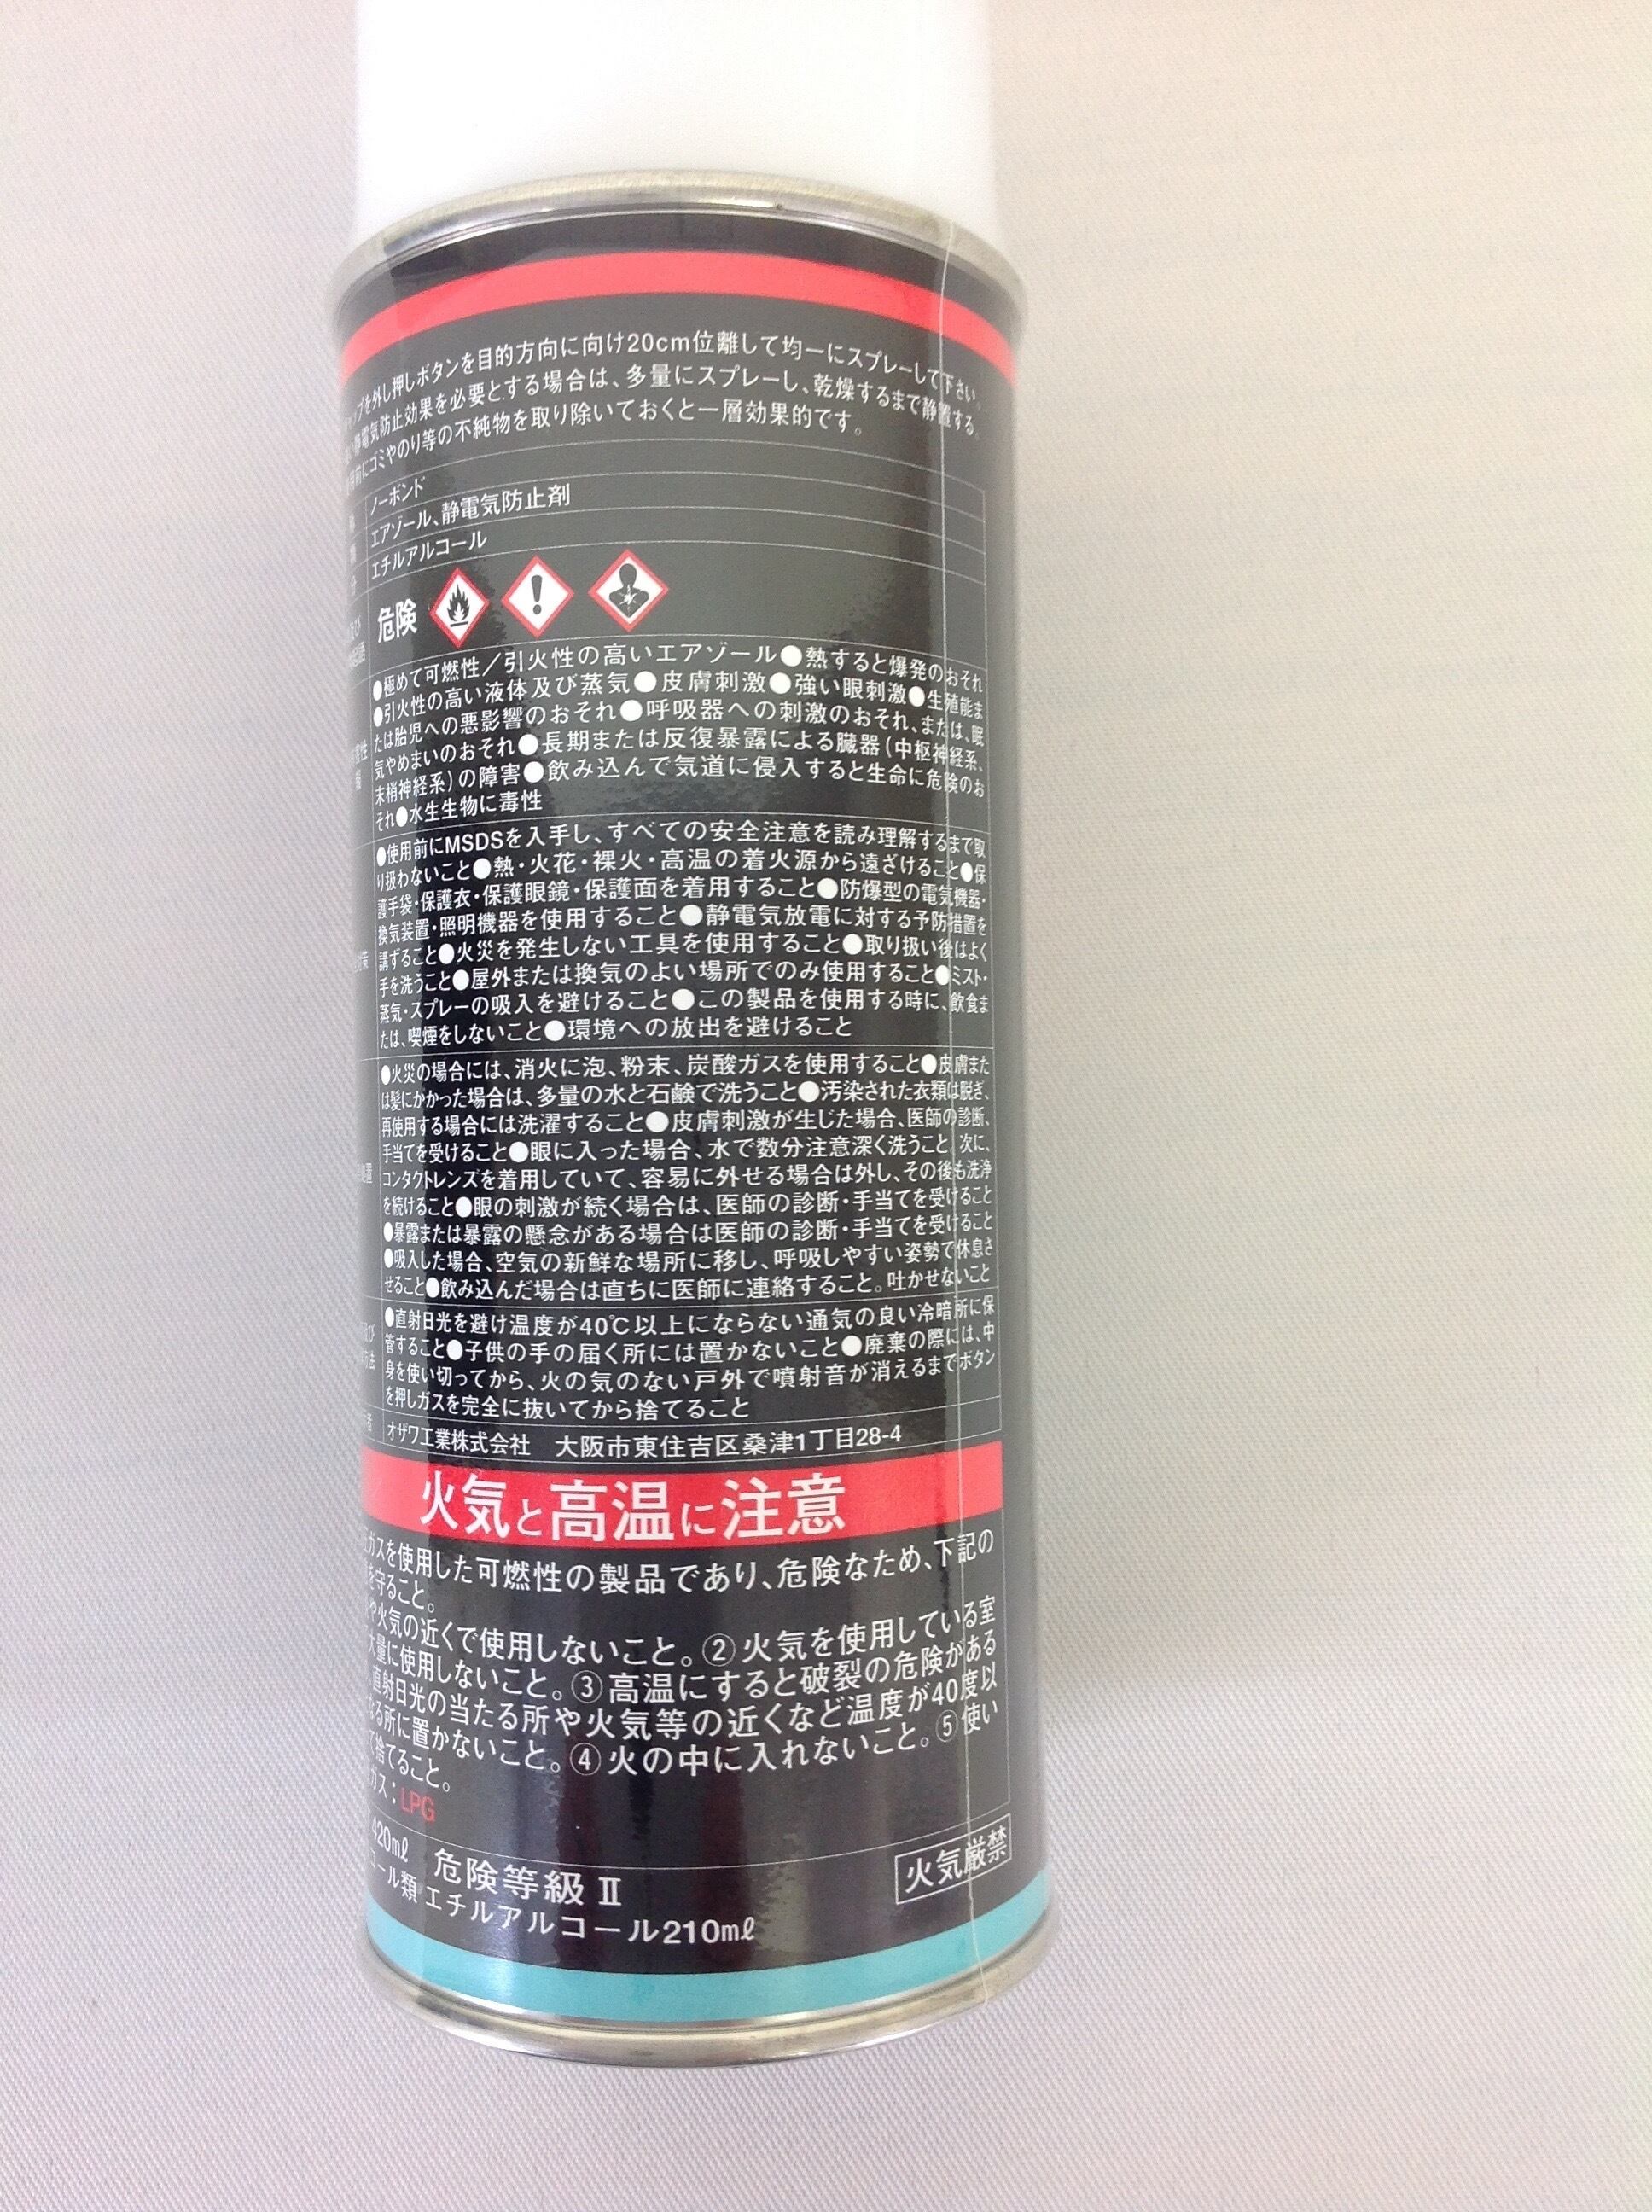 ップを外し押しボタンを目的方向に向け20cm位離して均一にスプレーして下さい。
静電気防止効果を必要とする場合は、多量にスプレーし、乾燥するまで静置する。
用前にゴミやのり等の不純物を取り除いておくと一層効果的です。
ノーボンド
エアゾール、静電気防止剤
エチルアルコール
危険
●極めて可燃性／引火性の高いエアゾール●熱すると爆発のおそれ
●引火性の高い液体及び蒸気●皮膚刺激●強い眼刺激●生殖能ま
たは胎児への悪影響のおそれ●呼吸器への刺激のおそれ、または、眠
気やめまいのおそれ●長期または反復暴露による臓器(中枢神経系、
末梢神経系)の障害●飲み込んで気道に侵入すると生命に危険のお
それ●水生生物に毒性
●使用前にMSDSを入手し、すべての安全注意を読み理解するまで取
り扱わないこと●熱・火花・裸火・高温の着火源から遠ざけること●保
護手袋・保護衣・保護眼鏡・保護面を着用すること●防爆型の電気機器・
換気装置・照明機器を使用すること●静電気放電に対する予防措置を
講ずること●火災を発生しない工具を使用すること●取り扱い後はよく
手を洗うこと●屋外または換気のよい場所でのみ使用すること●ミスト・
蒸気・スプレーの吸入を避けること●この製品を使用する時に、飲食ま
たは、喫煙をしないこと●環境への放出を避けること
●火災の場合には、消火に泡、粉末、炭酸ガスを使用すること●皮膚また
は髪にかかった場合は、多量の水と石鹸で洗うこと●汚染された衣類は脱ぎ、
再使用する場合には洗濯すること●皮膚刺激が生じた場合、医師の診断、
手当てを受けること●眼に入った場合、水で数分注意深く洗うこと。次に、
コンタクトレンズを着用していて、容易に外せる場合は外し、その後も洗浄
を続けること●眼の刺激が続く場合は、医師の診断・手当てを受けること
●暴露または暴露の懸念がある場合は医師の診断・手当てを受けること
●吸入した場合、空気の新鮮な場所に移し、呼吸しやすい姿勢で休息さ
せること●飲み込んだ場合は直ちに医師に連絡すること。吐かせないこと
●直射日光を避け温度が40℃以上にならない通気の良い冷暗所に保
管すること●子供の手の届く所には置かないこと●廃棄の際には、中
身を使い切ってから、火の気のない戸外で噴射音が消えるまでボタン
を押しガスを完全に抜いてから捨てること
オザワ工業株式会社　大阪市東住吉区桑津1丁目28-4
火気と高温に注意
ガスを使用した可燃性の製品であり、危険なため、下記の
を守ること。
や火気の近くで使用しないこと。②火気を使用している室
大量に使用しないこと。③高温にすると破裂の危険がある
直射日光の当たる所や火気等の近くなど温度が40度以
なる所に置かないこと。④火の中に入れないこと。⑤使い
て捨てること。
ガス：LPG
420㎖ 危険等級Ⅱ
コール類 エチルアルコール210㎖
火気厳禁